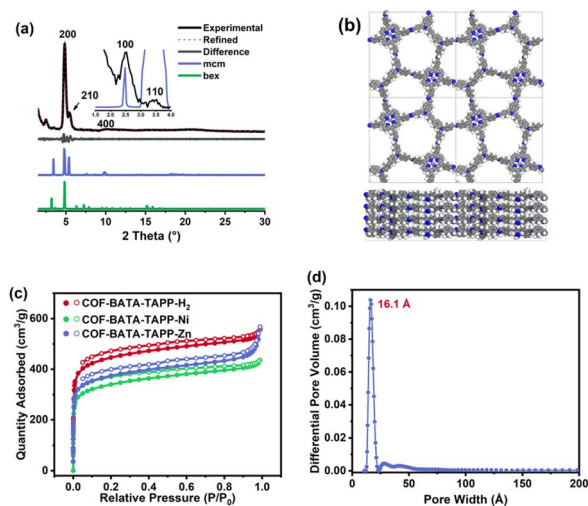 (a)
Experimental
Refined
Difference
mcm
bex
200
210
400
100
110
1.5 2.0 2.5 3.0 3.5 4.0
5 10 15 20 25 30
2 Theta (°)
(b)
(c)
COF-BATA-TAPP-H2
COF-BATA-TAPP-Ni
COF-BATA-TAPP-Zn
Quantity Adsorbed (cm³/g)
600
400
200
0
0.0 0.2 0.4 0.6 0.8 1.0
Relative Pressure (P/P₀)
(d)
16.1 Å
Differential Pore Volume (cm³/g)
0.10
0.08
0.06
0.04
0.02
0.00
0 50 100 150 200
Pore Width (Å)